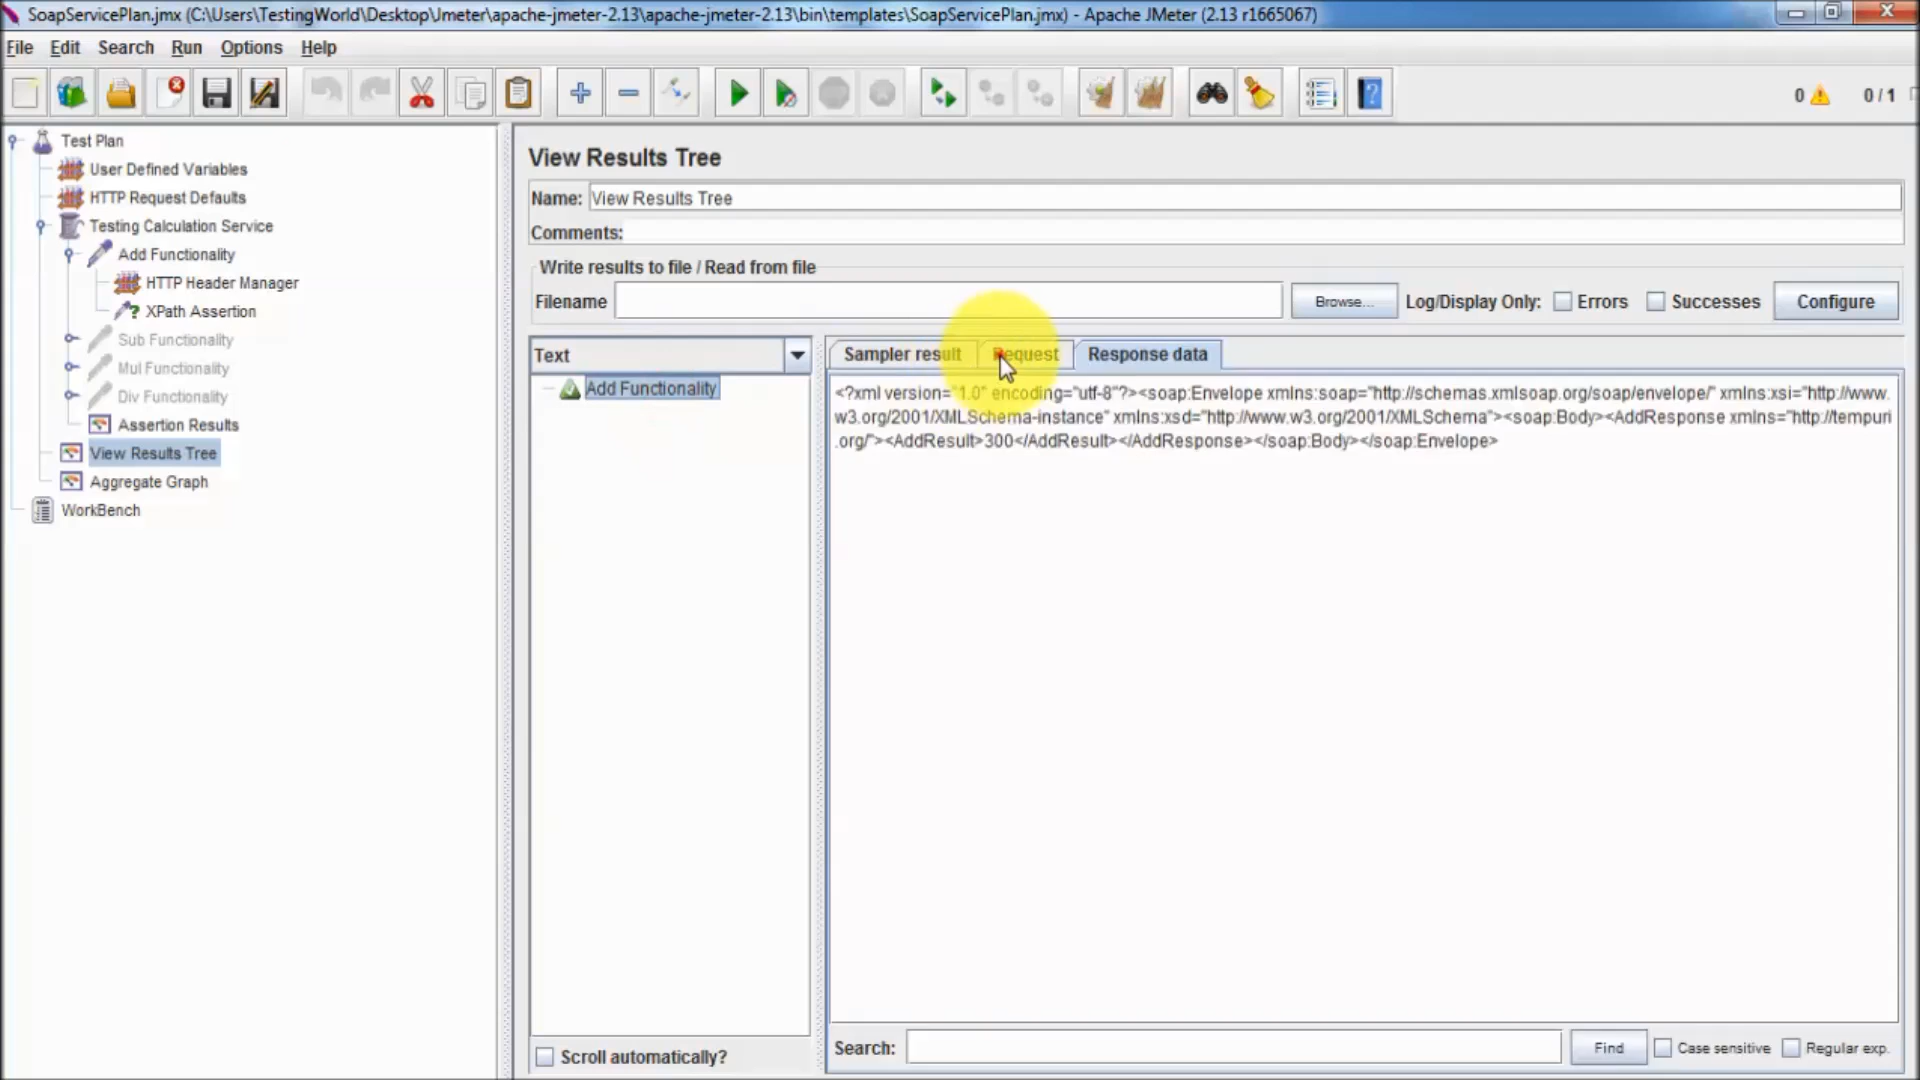 SoapServicePlan.jmx (C:\Users\TestingWorld\Desktop\Jmeter\apache-jmeter-2.13\apache-jmeter-2.13\bin\templates\SoapServicePlan.jmx) - Apache JMeter (2.13 r1665067)
File Edit Search Run Options Help
0 0 / 1
Test Plan
User Defined Variables
HTTP Request Defaults
Testing Calculation Service
Add Functionality
HTTP Header Manager
XPath Assertion
Sub Functionality
Mul Functionality
Div Functionality
Assertion Results
View Results Tree
Aggregate Graph
WorkBench
View Results Tree
Name: View Results Tree
Comments:
Write results to file / Read from file
Filename Browse... Log/Display Only: Errors Successes Configure
Text
Add Functionality
Scroll automatically?
Sampler result Request Response data
<?xml version="1.0" encoding="utf-8"?><soap:Envelope xmlns:soap="http://schemas.xmlsoap.org/soap/envelope/" xmlns:xsi="http://www.
w3.org/2001/XMLSchema-instance" xmlns:xsd="http://www.w3.org/2001/XMLSchema"><soap:Body><AddResponse xmlns="http://tempuri
.org/"><AddResult>300</AddResult></AddResponse></soap:Body></soap:Envelope>
Search: Find Case sensitive Regular exp.